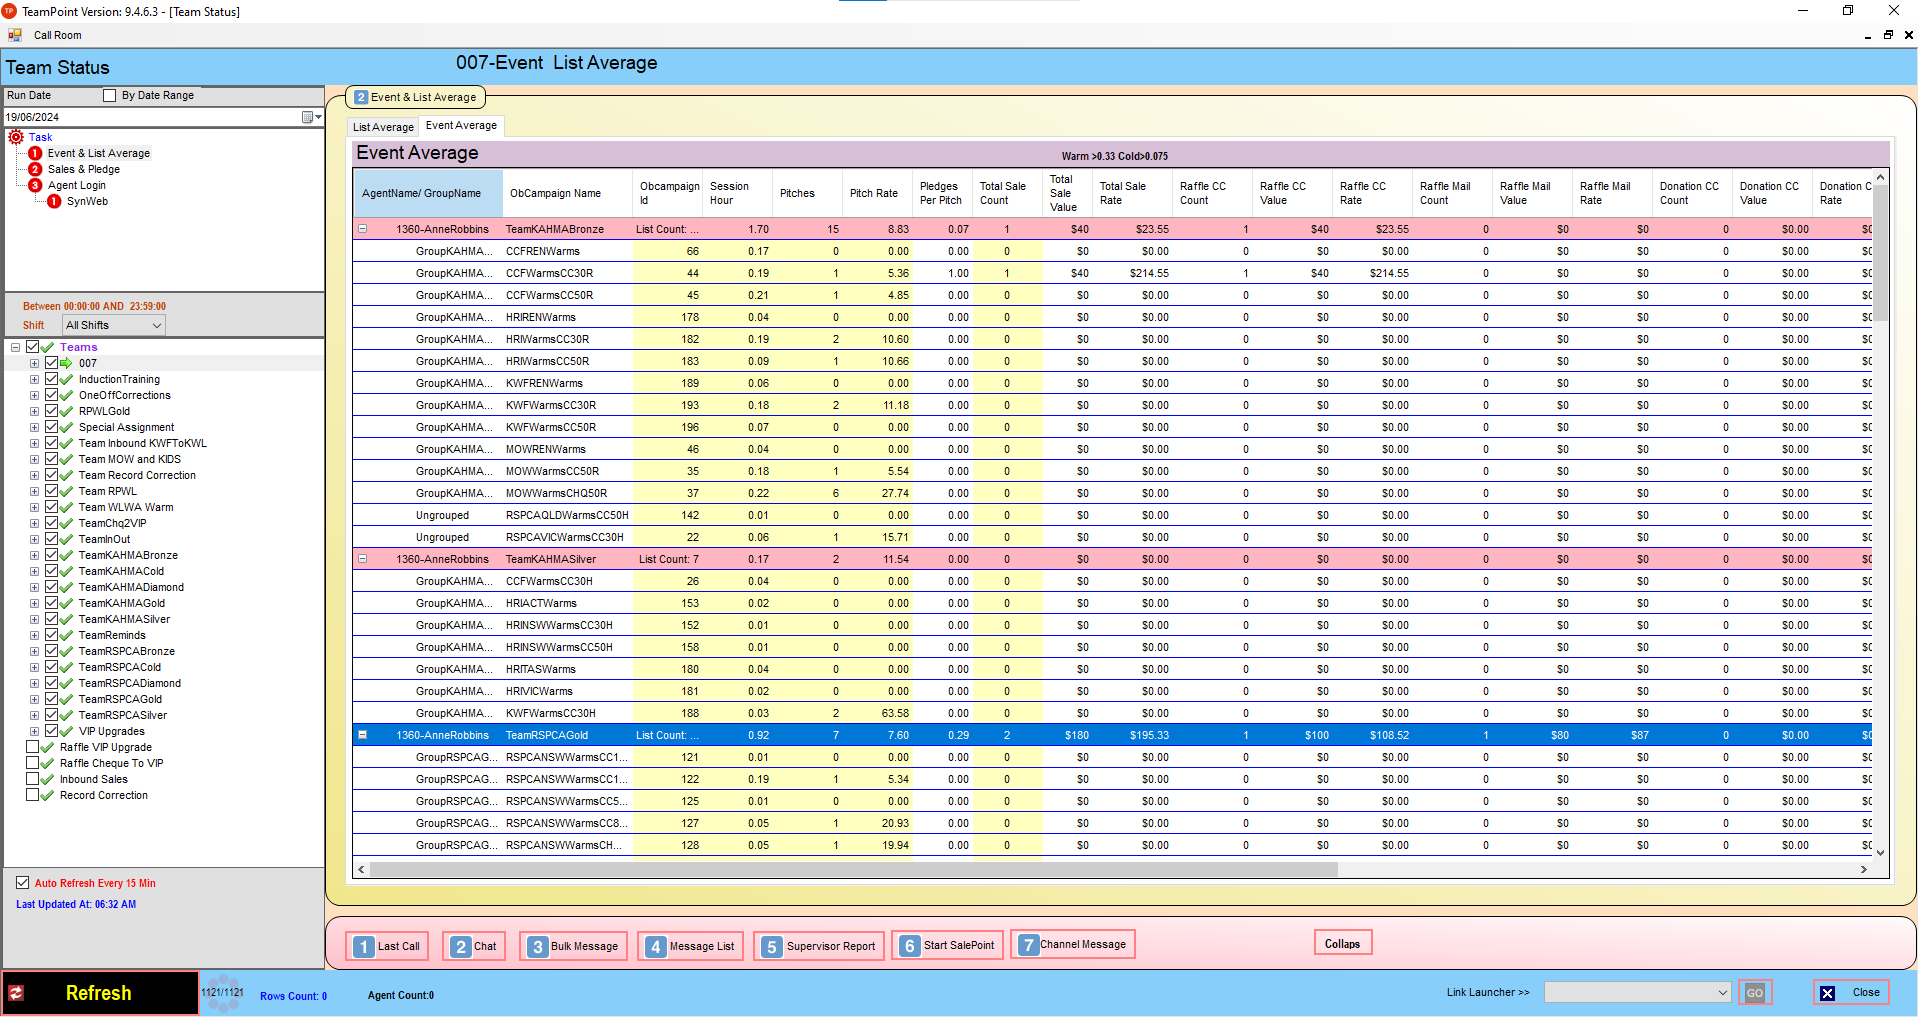 TeamPoint Version: 9.4.6.3 - [Team Status]
Call Room
Team Status
007-Event  List Average
Run Date
By Date Range
19/06/2024
Task
1 Event & List Average
2 Sales & Pledge
3 Agent Login
1 SynWeb
Between 00:00:00 AND  23:59:00
Shift All Shifts
Teams
007
InductionTraining
OneOffCorrections
RPWLGold
Special Assignment
Team Inbound KWFToKWL
Team MOW and KIDS
Team Record Correction
Team RPWL
Team WLWA Warm
TeamChq2VIP
TeamInOut
TeamKAHMABronze
TeamKAHMACold
TeamKAHMADiamond
TeamKAHMAGold
TeamKAHMASilver
TeamReminds
TeamRSPCABronze
TeamRSPCACold
TeamRSPCADiamond
TeamRSPCAGold
TeamRSPCASilver
VIP Upgrades
Raffle VIP Upgrade
Raffle Cheque To VIP
Inbound Sales
Record Correction
Auto Refresh Every 15 Min
Last Updated At: 06:32 AM
2 Event & List Average
List Average Event Average
Event Average
Warm >0.33 Cold>0.075
AgentName/ GroupName ObCampaign Name Obcampaign Id Session Hour Pitches Pitch Rate Pledges Per Pitch Total Sale Count Total Sale Value Total Sale Rate Raffle CC Count Raffle CC Value Raffle CC Rate Raffle Mail Count Raffle Mail Value Raffle Mail Rate Donation CC Count Donation CC Value Donation C Rate
1360-AnneRobbins TeamKAHMABronze List Count: ... 1.70 15 8.83 0.07 1 $40 $23.55 1 $40 $23.55 0 $0 $0 0 $0.00 $0
GroupKAHMA... CCFRENWarms 66 0.17 0 0.00 0.00 0 $0 $0.00 0 $0 $0.00 0 $0 $0 0 $0.00 $0
GroupKAHMA... CCFWarmsCC30R 44 0.19 1 5.36 1.00 1 $40 $214.55 1 $40 $214.55 0 $0 $0 0 $0.00 $0
GroupKAHMA... CCFWarmsCC50R 45 0.21 1 4.85 0.00 0 $0 $0.00 0 $0 $0.00 0 $0 $0 0 $0.00 $0
GroupKAHMA... HRIRENWarms 178 0.04 0 0.00 0.00 0 $0 $0.00 0 $0 $0.00 0 $0 $0 0 $0.00 $0
GroupKAHMA... HRIWarmsCC30R 182 0.19 2 10.60 0.00 0 $0 $0.00 0 $0 $0.00 0 $0 $0 0 $0.00 $0
GroupKAHMA... HRIWarmsCC50R 183 0.09 1 10.66 0.00 0 $0 $0.00 0 $0 $0.00 0 $0 $0 0 $0.00 $0
GroupKAHMA... KWFRENWarms 189 0.06 0 0.00 0.00 0 $0 $0.00 0 $0 $0.00 0 $0 $0 0 $0.00 $0
GroupKAHMA... KWFWarmsCC30R 193 0.18 2 11.18 0.00 0 $0 $0.00 0 $0 $0.00 0 $0 $0 0 $0.00 $0
GroupKAHMA... KWFWarmsCC50R 196 0.07 0 0.00 0.00 0 $0 $0.00 0 $0 $0.00 0 $0 $0 0 $0.00 $0
GroupKAHMA... MOWRENWarms 46 0.04 0 0.00 0.00 0 $0 $0.00 0 $0 $0.00 0 $0 $0 0 $0.00 $0
GroupKAHMA... MOWWarmsCC50R 35 0.18 1 5.54 0.00 0 $0 $0.00 0 $0 $0.00 0 $0 $0 0 $0.00 $0
GroupKAHMA... MOWWarmsCHQ50R 37 0.22 6 27.74 0.00 0 $0 $0.00 0 $0 $0.00 0 $0 $0 0 $0.00 $0
Ungrouped RSPCAQLDWarmsCC50H 142 0.01 0 0.00 0.00 0 $0 $0.00 0 $0 $0.00 0 $0 $0 0 $0.00 $0
Ungrouped RSPCAVICWarmsCC30H 22 0.06 1 15.71 0.00 0 $0 $0.00 0 $0 $0.00 0 $0 $0 0 $0.00 $0
1360-AnneRobbins TeamKAHMASilver List Count: 7 0.17 2 11.54 0.00 0 $0 $0.00 0 $0 $0.00 0 $0 $0 0 $0.00 $0
GroupKAHMA... CCFWarmsCC30H 26 0.04 0 0.00 0.00 0 $0 $0.00 0 $0 $0.00 0 $0 $0 0 $0.00 $0
GroupKAHMA... HRIACTWarms 153 0.02 0 0.00 0.00 0 $0 $0.00 0 $0 $0.00 0 $0 $0 0 $0.00 $0
GroupKAHMA... HRINSWWarmsCC30H 152 0.01 0 0.00 0.00 0 $0 $0.00 0 $0 $0.00 0 $0 $0 0 $0.00 $0
GroupKAHMA... HRINSWWarmsCC50H 158 0.01 0 0.00 0.00 0 $0 $0.00 0 $0 $0.00 0 $0 $0 0 $0.00 $0
GroupKAHMA... HRITASWarms 180 0.04 0 0.00 0.00 0 $0 $0.00 0 $0 $0.00 0 $0 $0 0 $0.00 $0
GroupKAHMA... HRIVICWarms 181 0.02 0 0.00 0.00 0 $0 $0.00 0 $0 $0.00 0 $0 $0 0 $0.00 $0
GroupKAHMA... KWFWarmsCC30H 188 0.03 2 63.58 0.00 0 $0 $0.00 0 $0 $0.00 0 $0 $0 0 $0.00 $0
1360-AnneRobbins TeamRSPCAGold List Count: ... 0.92 7 7.60 0.29 2 $180 $195.33 1 $100 $108.52 1 $80 $87 0 $0.00 $0
GroupRSPCAG... RSPCANSWWarmsCC1... 121 0.01 0 0.00 0.00 0 $0 $0.00 0 $0 $0.00 0 $0 $0 0 $0.00 $0
GroupRSPCAG... RSPCANSWWarmsCC1... 122 0.19 1 5.34 0.00 0 $0 $0.00 0 $0 $0.00 0 $0 $0 0 $0.00 $0
GroupRSPCAG... RSPCANSWWarmsCC5... 125 0.01 0 0.00 0.00 0 $0 $0.00 0 $0 $0.00 0 $0 $0 0 $0.00 $0
GroupRSPCAG... RSPCANSWWarmsCC8... 127 0.05 1 20.93 0.00 0 $0 $0.00 0 $0 $0.00 0 $0 $0 0 $0.00 $0
GroupRSPCAG... RSPCANSWWarmsCH... 128 0.05 1 19.94 0.00 0 $0 $0.00 0 $0 $0.00 0 $0 $0 0 $0.00 $0
1 Last Call 2 Chat 3 Bulk Message 4 Message List 5 Supervisor Report 6 Start SalePoint 7 Channel Message Collaps
Refresh 1121/1121 Rows Count: 0 Agent Count:0 Link Launcher >> GO Close